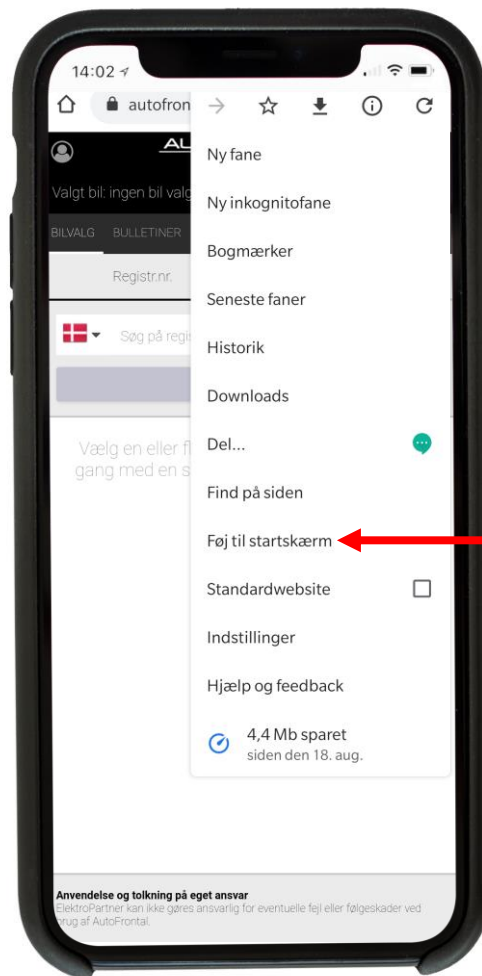 14:02
autofron
AU
Ny fane
Valgt bil: ingen bil valg
Ny inkognitofane
BILVALG BULLETINER
Bogmærker
Registr.nr.
Seneste faner
Søg på regis
Historik
Downloads
Vælg en eller f
Del...
gang med en s
Find på siden
Føj til startskærm
Standardwebsite
Indstillinger
Hjælp og feedback
4,4 Mb sparet
siden den 18. aug.
Anvendelse og tolkning på eget ansvar
ElektroPartner kan ikke gøres ansvarlig for eventuelle fejl eller følgeskader ved
brug af AutoFrontal.